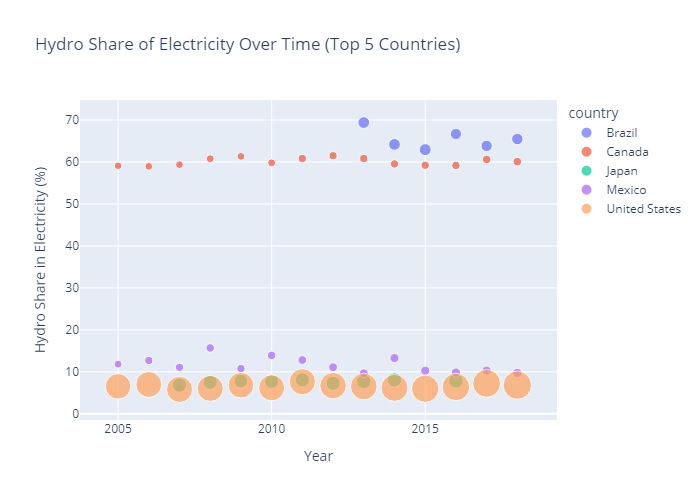 Hydro Share of Electricity Over Time (Top 5 Countries)
country
Brazil
Canada
Japan
Mexico
United States
Hydro Share in Electricity (%)
70
60
50
40
30
20
10
0
2005
2010
2015
Year